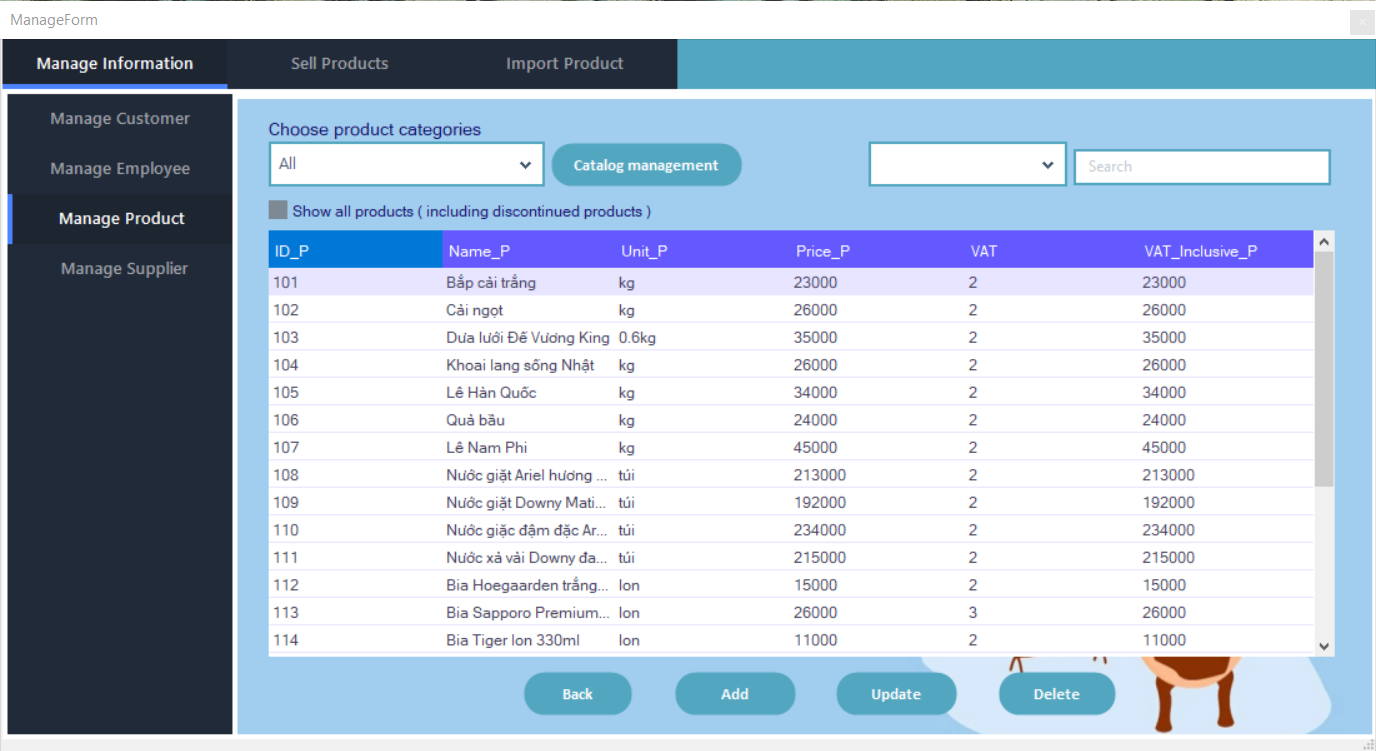 ManageForm
Manage Information Sell Products Import Product
Manage Customer
Manage Employee
Manage Product
Manage Supplier
Choose product categories
All Catalog management Search
Show all products ( including discontinued products )
ID_P Name_P Unit_P Price_P VAT VAT_Inclusive_P
101 Bắp cải trắng kg 23000 2 23000
102 Cải ngọt kg 26000 2 26000
103 Dưa lưới Đế Vương King 0.6kg 35000 2 35000
104 Khoai lang sống Nhật kg 26000 2 26000
105 Lê Hàn Quốc kg 34000 2 34000
106 Quả bầu kg 24000 2 24000
107 Lê Nam Phi kg 45000 2 45000
108 Nước giặt Ariel hương ... túi 213000 2 213000
109 Nước giặt Downy Mati... túi 192000 2 192000
110 Nước giặc đậm đặc Ar... túi 234000 2 234000
111 Nước xả vải Downy đa... túi 215000 2 215000
112 Bia Hoegaarden trắng... lon 15000 2 15000
113 Bia Sapporo Premium... lon 26000 3 26000
114 Bia Tiger lon 330ml lon 11000 2 11000
Back Add Update Delete